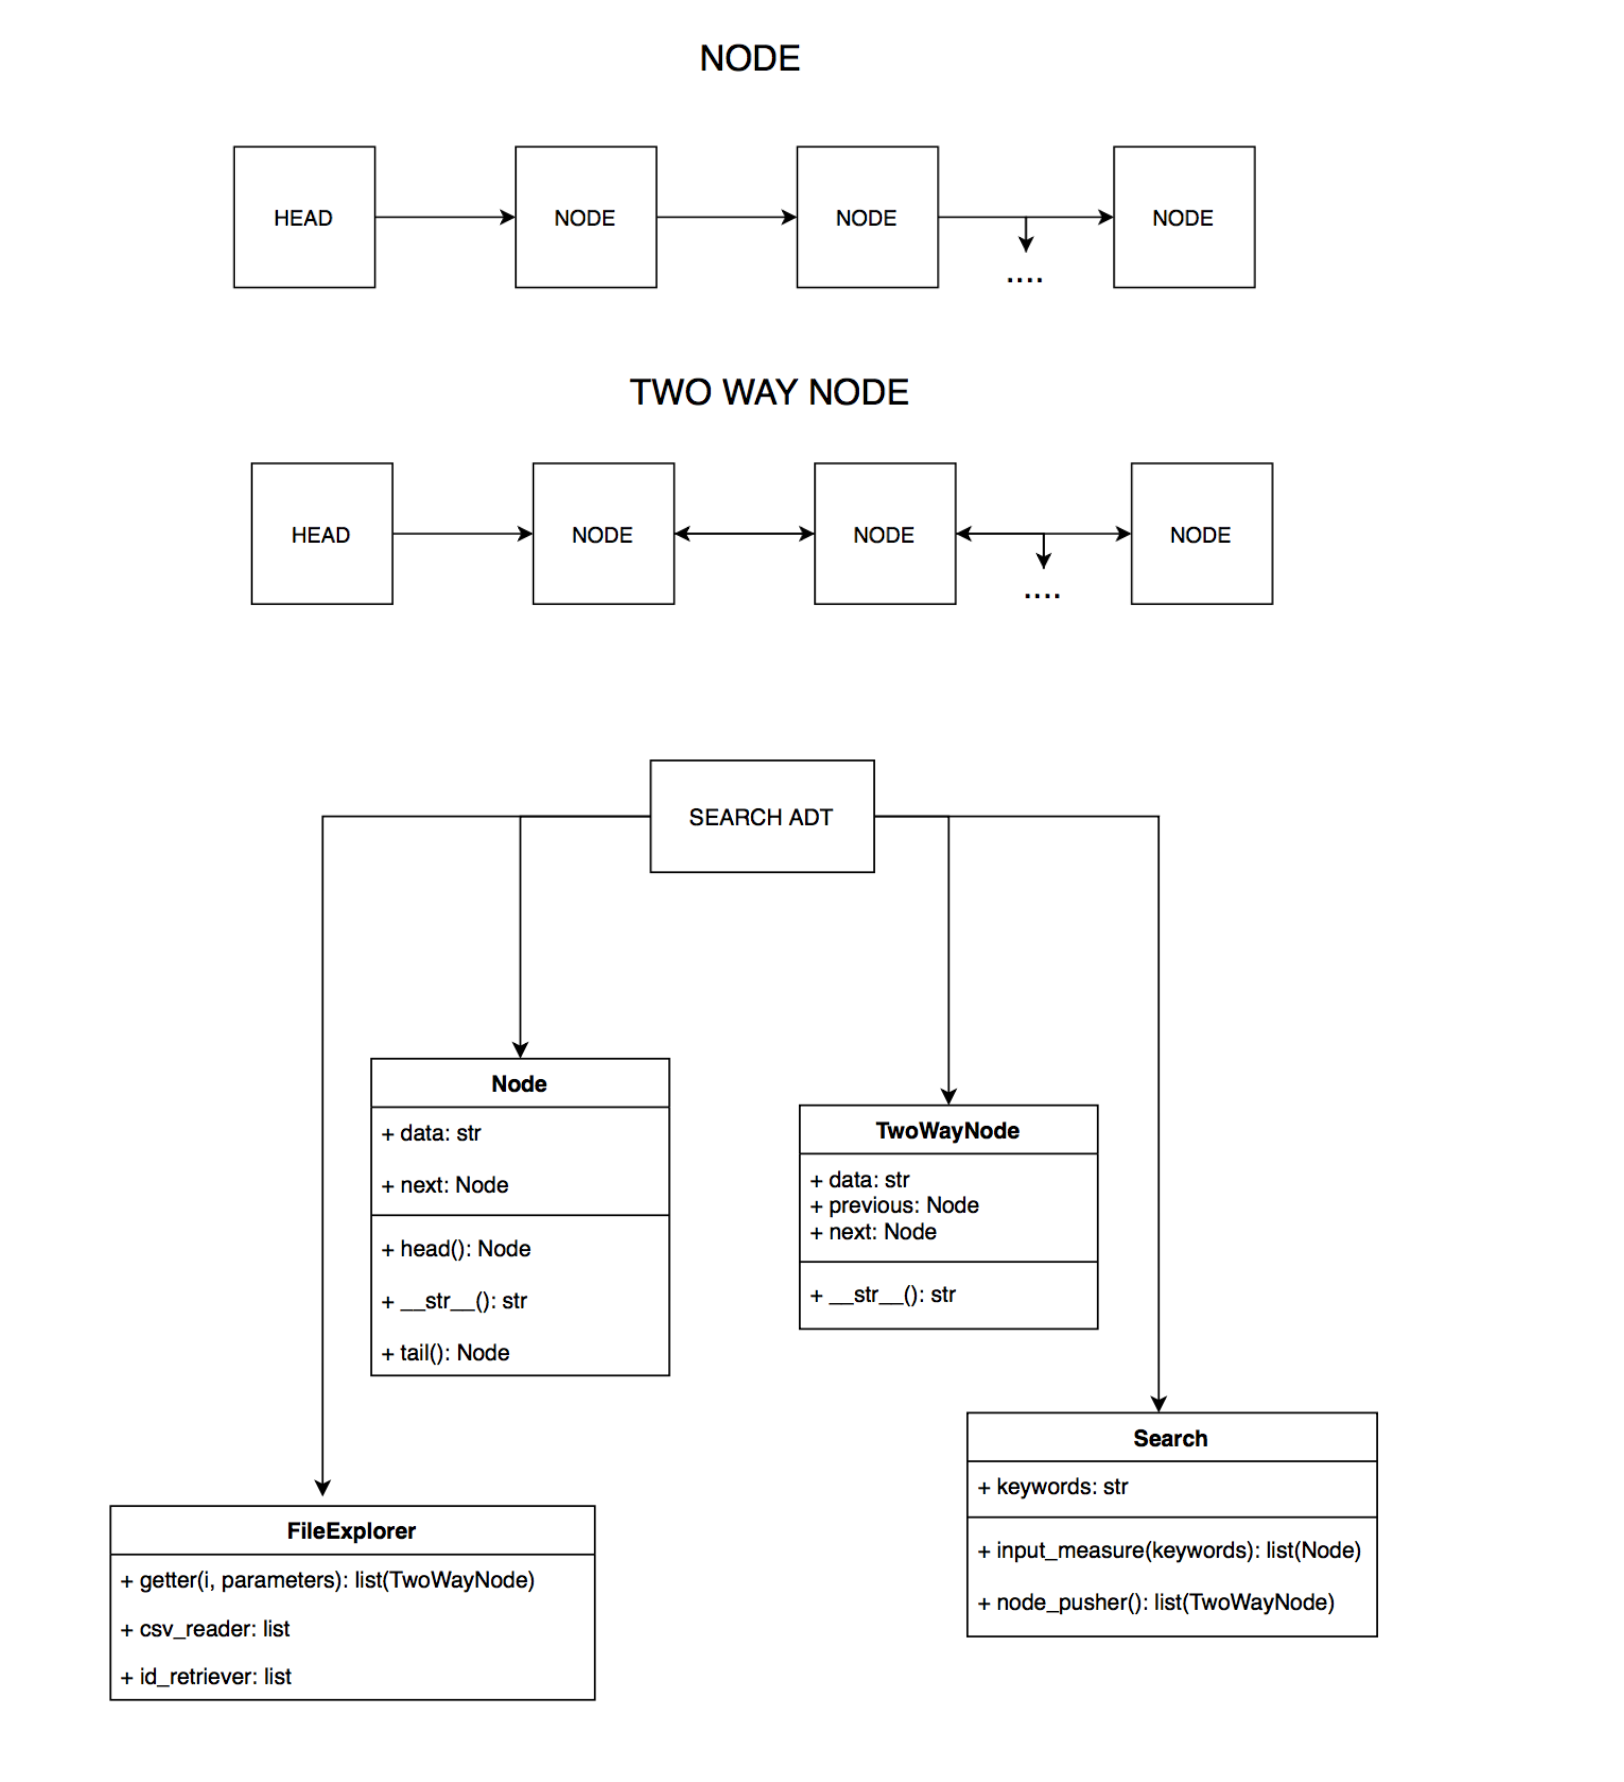 NODE
HEAD
NODE
NODE
NODE
....
TWO WAY NODE
HEAD
NODE
NODE
NODE
....
SEARCH ADT
Node
+ data: str
+ next: Node
+ head(): Node
+ __str__(): str
+ tail(): Node
TwoWayNode
+ data: str
+ previous: Node
+ next: Node
+ __str__(): str
Search
+ keywords: str
+ input_measure(keywords): list(Node)
+ node_pusher(): list(TwoWayNode)
FileExplorer
+ getter(i, parameters): list(TwoWayNode)
+ csv_reader: list
+ id_retriever: list